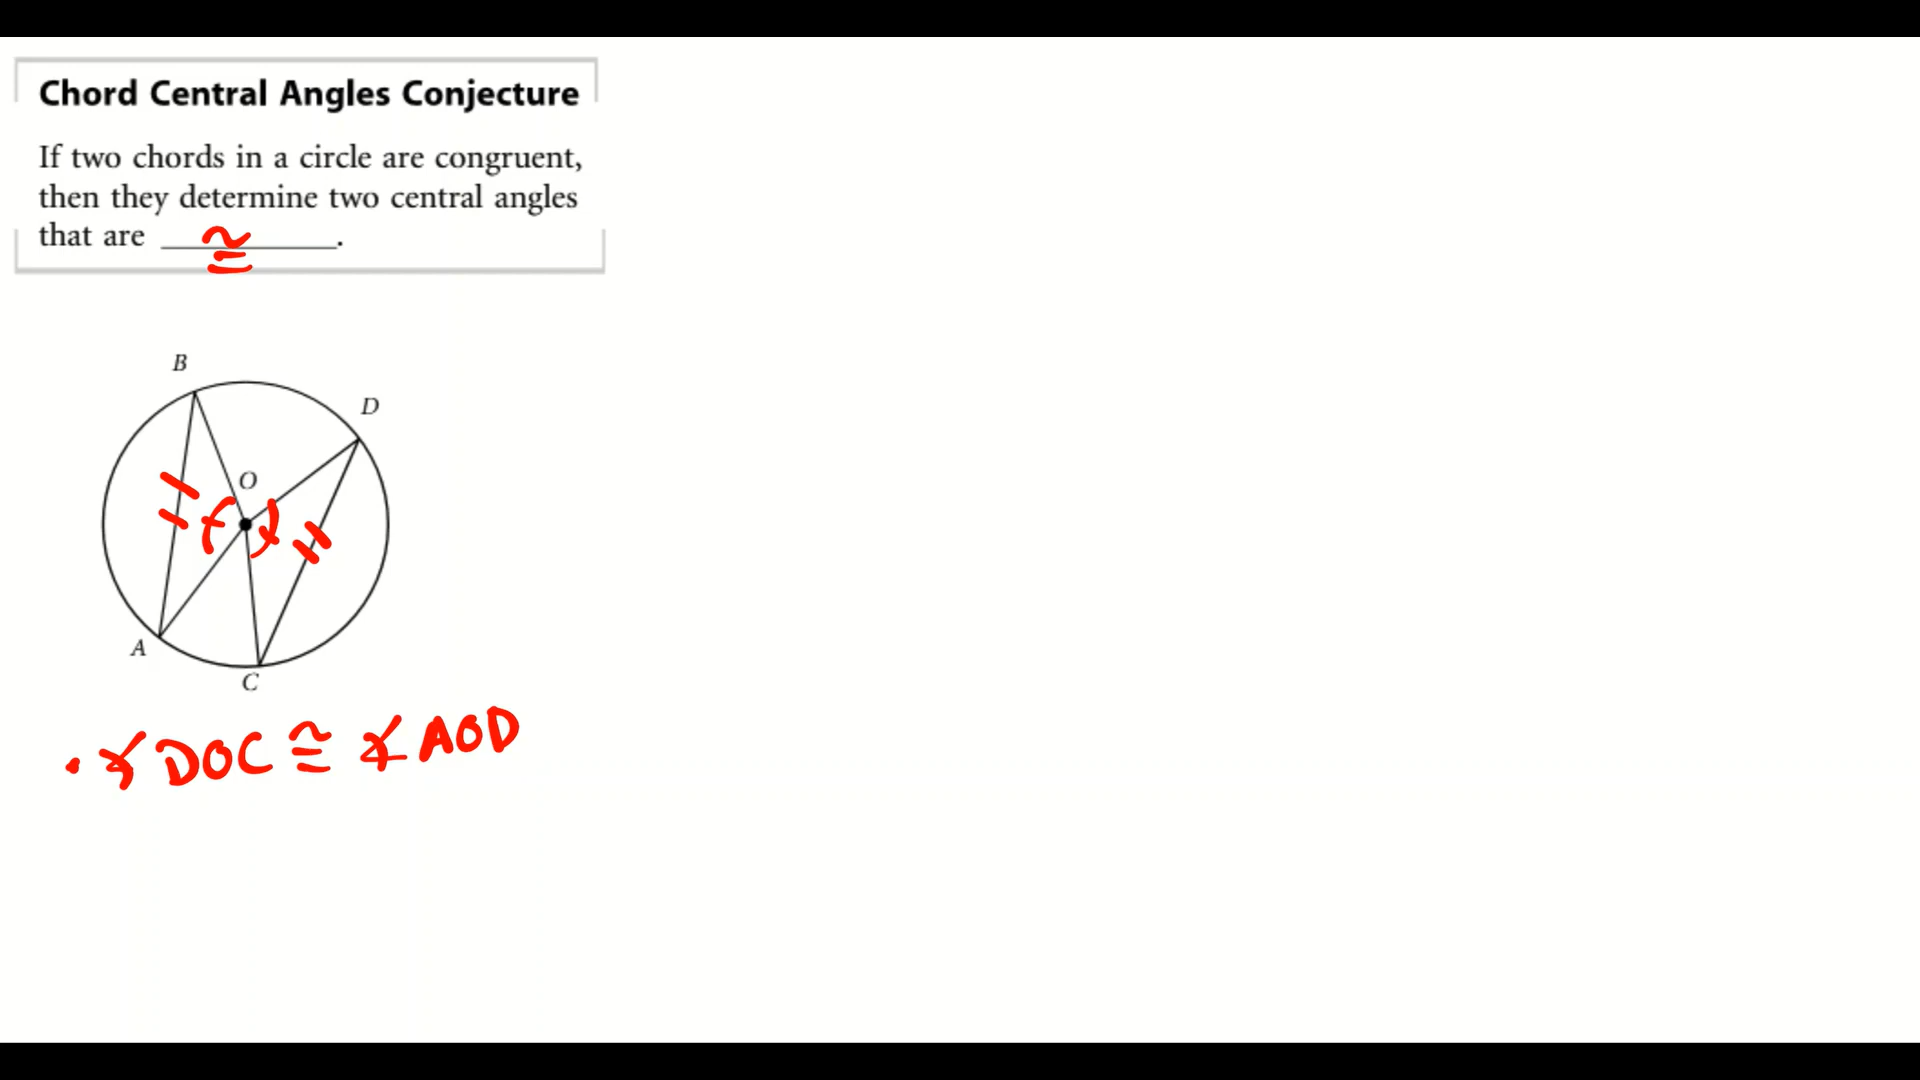 Chord Central Angles Conjecture
If two chords in a circle are congruent,
then they determine two central angles
that are ≅.
B
D
O
A
C
• ∡DOC ≅ ∡AOD